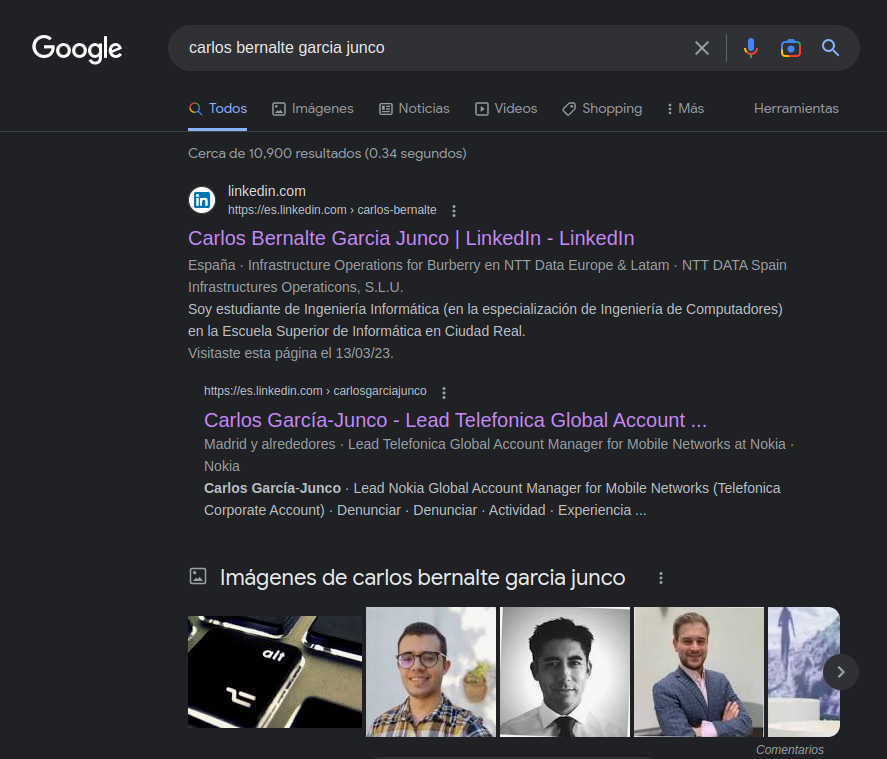 Google
carlos bernalte garcia junco
Todos Imágenes Noticias Videos Shopping Más Herramientas
Cerca de 10,900 resultados (0.34 segundos)
linkedin.com
https://es.linkedin.com › carlos-bernalte
Carlos Bernalte Garcia Junco | LinkedIn - LinkedIn
España · Infrastructure Operations for Burberry en NTT Data Europe & Latam · NTT DATA Spain
Infrastructures Operaticons, S.L.U.
Soy estudiante de Ingeniería Informática (en la especialización de Ingeniería de Computadores)
en la Escuela Superior de Informática en Ciudad Real.
Visitaste esta página el 13/03/23.
https://es.linkedin.com › carlosgarciajunco
Carlos García-Junco - Lead Telefonica Global Account ...
Madrid y alrededores · Lead Telefonica Global Account Manager for Mobile Networks at Nokia ·
Nokia
Carlos García-Junco · Lead Nokia Global Account Manager for Mobile Networks (Telefonica
Corporate Account) · Denunciar · Denunciar · Actividad · Experiencia ...
Imágenes de carlos bernalte garcia junco
alt
Comentarios